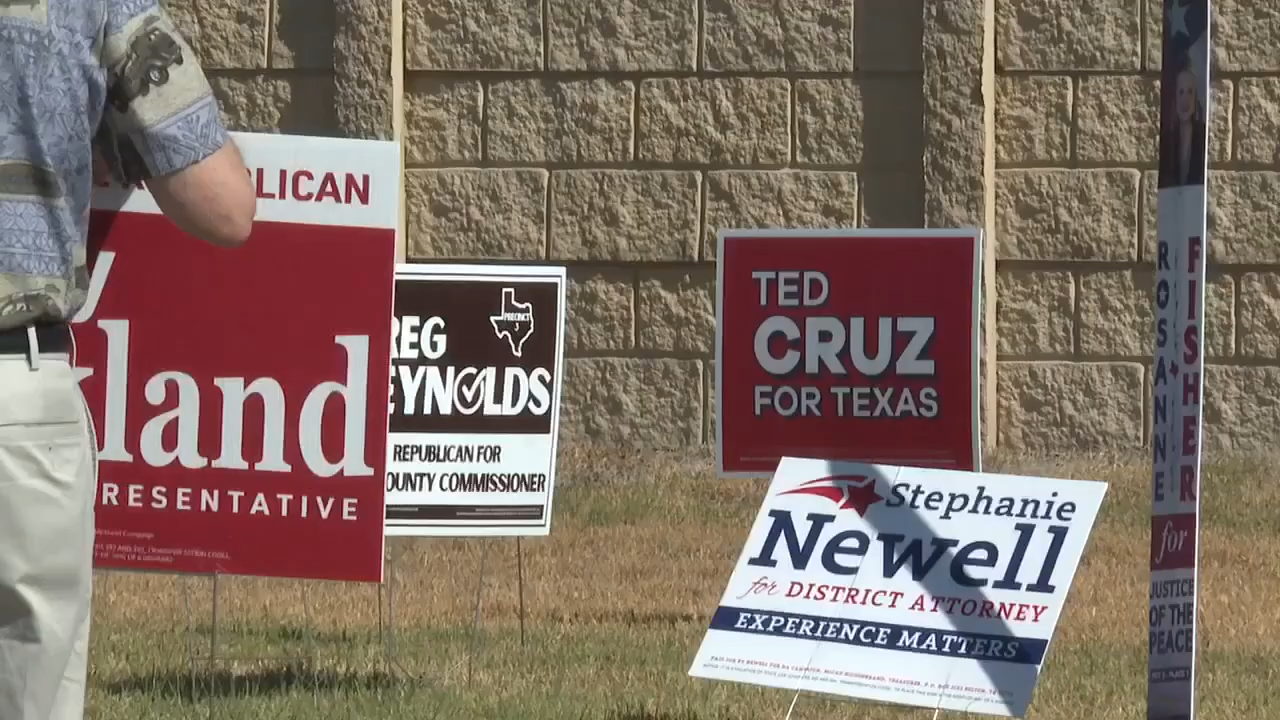 LICAN
land
RESENTATIVE
PRECINCT
3
REG
EYNOLDS
REPUBLICAN FOR
OUNTY COMMISSIONER
TED
CRUZ
FOR TEXAS
Stephanie
Newell
for DISTRICT ATTORNEY
EXPERIENCE MATTERS
ROSANNE
FISHER
for
JUSTICE
OF THE
PEACE